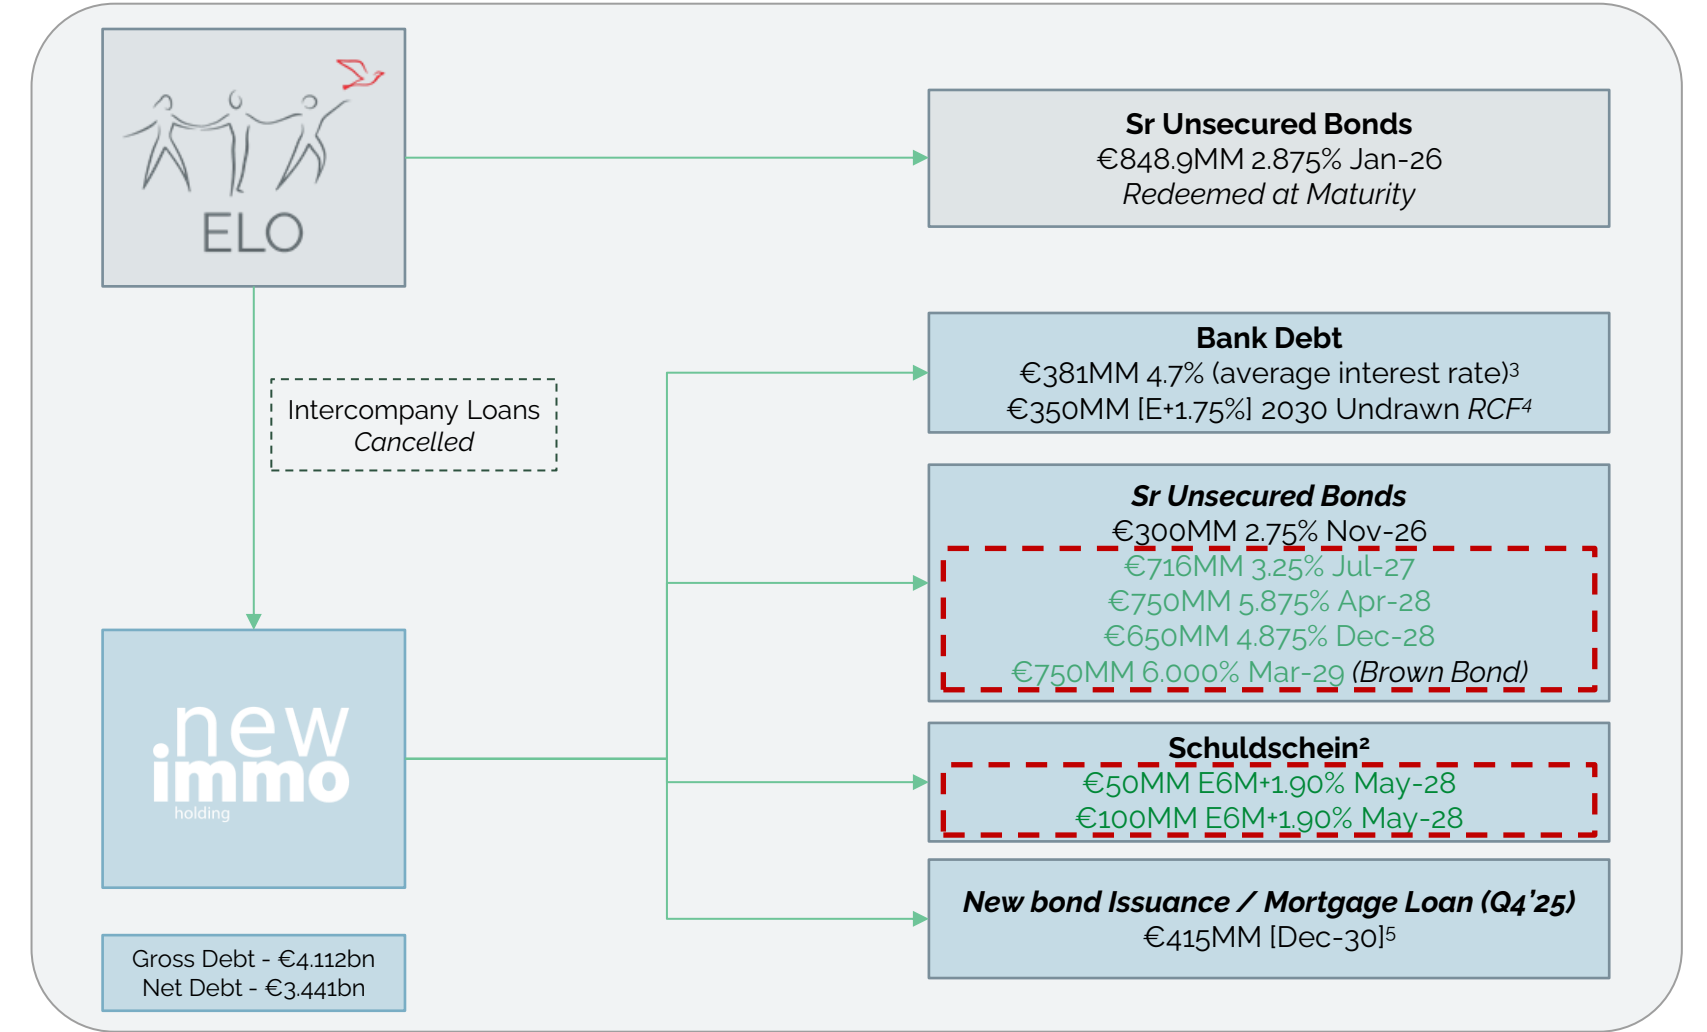 ELO
Sr Unsecured Bonds
€848.9MM 2.875% Jan-26
Redeemed at Maturity
Intercompany Loans
Cancelled
Bank Debt
€381MM 4.7% (average interest rate)³
€350MM [E+1.75%] 2030 Undrawn RCF⁴
Sr Unsecured Bonds
€300MM 2.75% Nov-26
€716MM 3.25% Jul-27
€750MM 5.875% Apr-28
€650MM 4.875% Dec-28
€750MM 6.000% Mar-29 (Brown Bond)
new
immo
holding
Schuldschein²
€50MM E6M+1.90% May-28
€100MM E6M+1.90% May-28
New bond Issuance / Mortgage Loan (Q4’25)
€415MM [Dec-30]⁵
Gross Debt - €4.112bn
Net Debt - €3.441bn